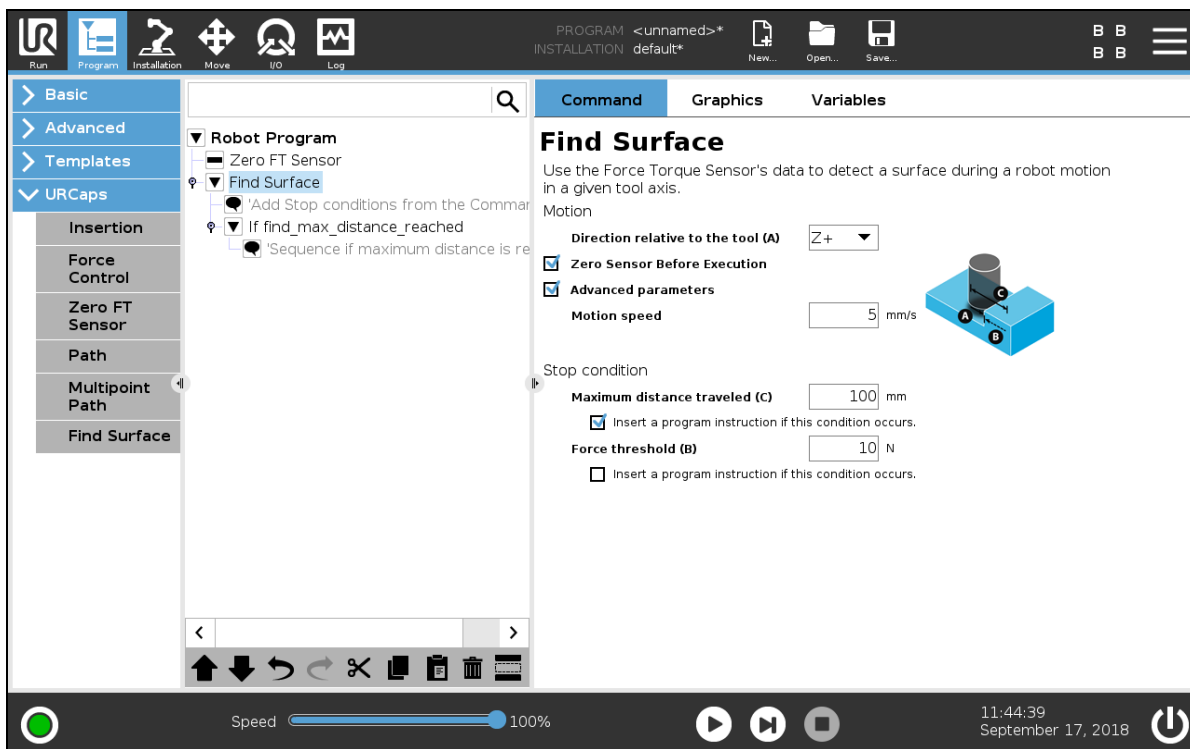 UR
PROGRAM <unnamed>*
INSTALLATION default*
Run Program Installation Move I/O Log New... Open... Save...
B B
B B
Basic
Advanced
Templates
URCaps
Insertion
Force
Control
Zero FT
Sensor
Path
Multipoint
Path
Find Surface
Robot Program
Zero FT Sensor
Find Surface
'Add Stop conditions from the Commar
If find_max_distance_reached
'Sequence if maximum distance is re
Command Graphics Variables
Find Surface
Use the Force Torque Sensor's data to detect a surface during a robot motion
in a given tool axis.
Motion
Direction relative to the tool (A) Z+
Zero Sensor Before Execution
Advanced parameters
Motion speed 5 mm/s
A B C
Stop condition
Maximum distance traveled (C) 100 mm
Insert a program instruction if this condition occurs.
Force threshold (B) 10 N
Insert a program instruction if this condition occurs.
Speed 100%
11:44:39
September 17, 2018